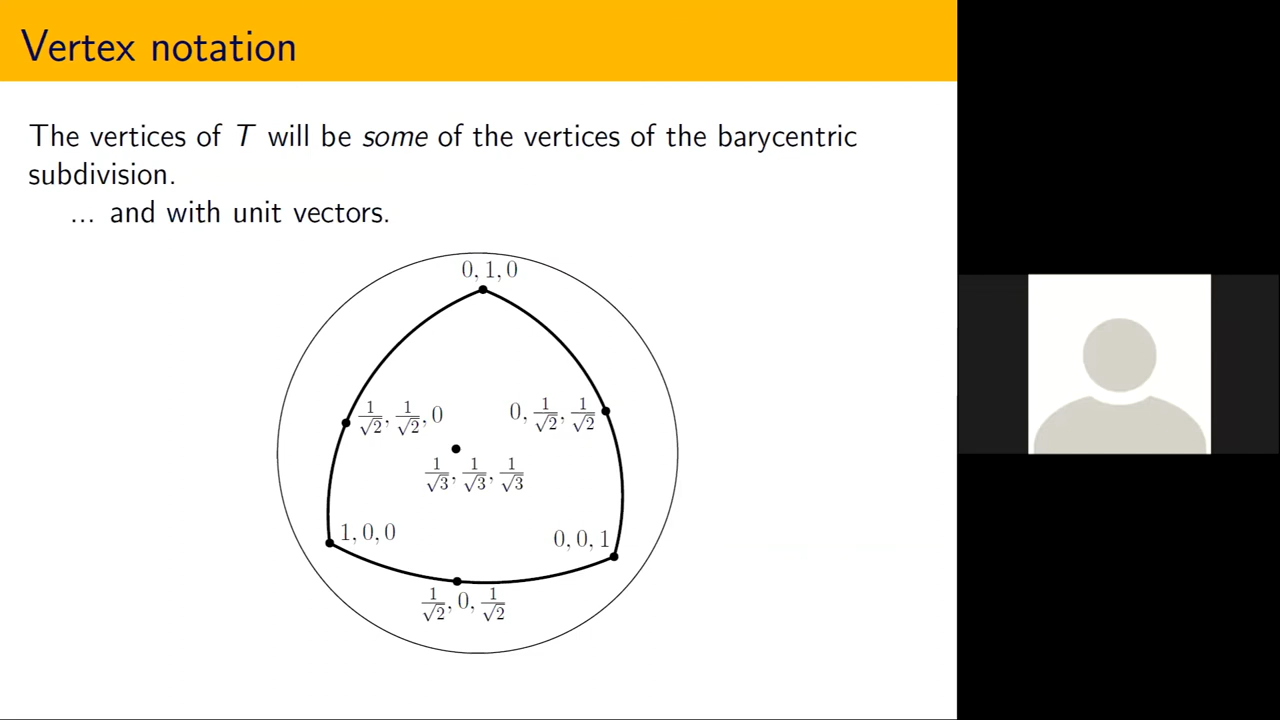 Vertex notation
The vertices of T will be some of the vertices of the barycentric
subdivision.
... and with unit vectors.
0, 1, 0
1/√2, 1/√2, 0
0, 1/√2, 1/√2
1/√3, 1/√3, 1/√3
1, 0, 0
0, 0, 1
1/√2, 0, 1/√2